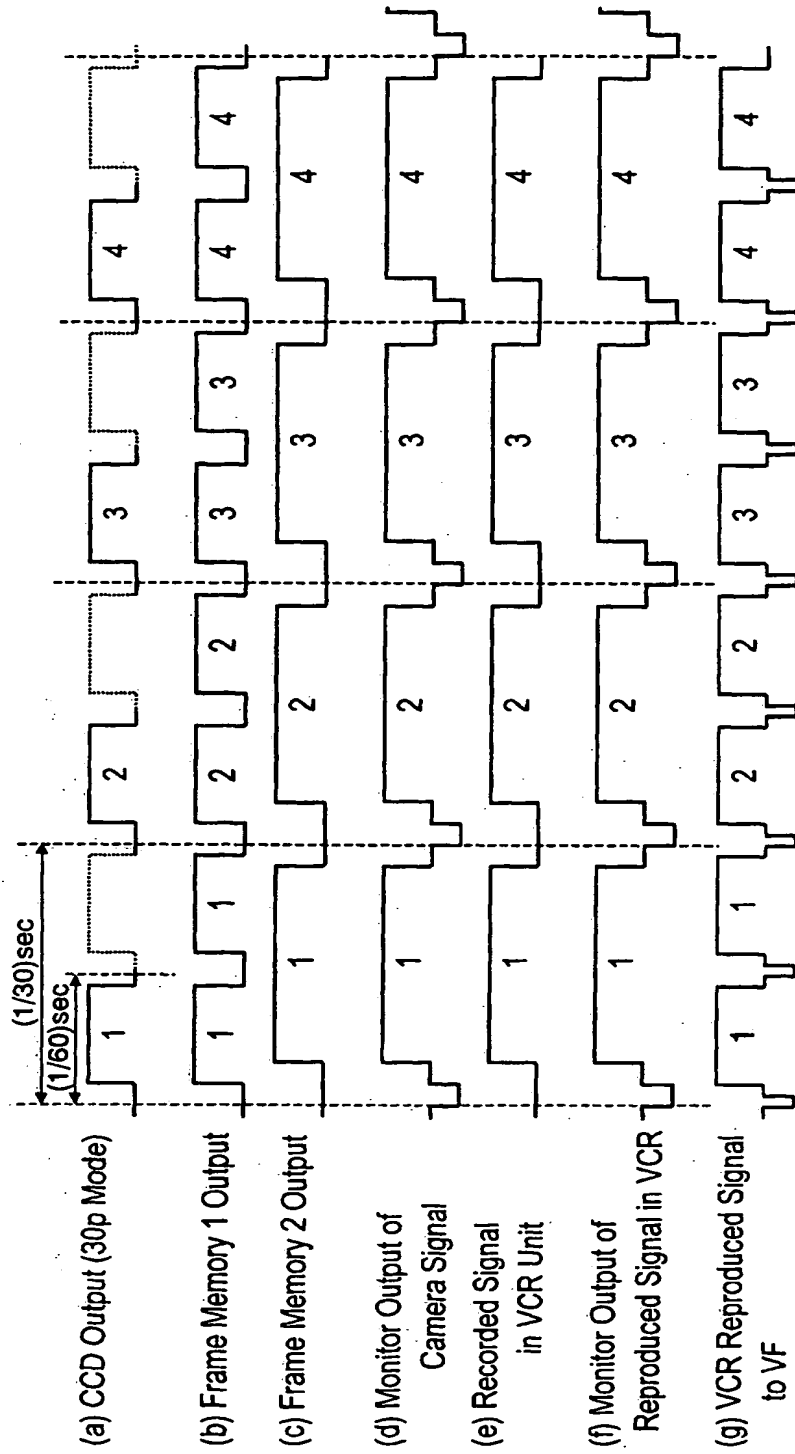 (1/30)sec
(1/60)sec
(a) CCD Output (30p Mode)
1 2 3 4
(b) Frame Memory 1 Output
1 1 2 2 3 3 4 4
(c) Frame Memory 2 Output
1 2 3 4
(d) Monitor Output of
Camera Signal
1 2 3 4
(e) Recorded Signal
in VCR Unit
1 2 3 4
(f) Monitor Output of
Reproduced Signal in VCR
1 2 3 4
(g) VCR Reproduced Signal
to VF
1 1 2 2 3 3 4 4